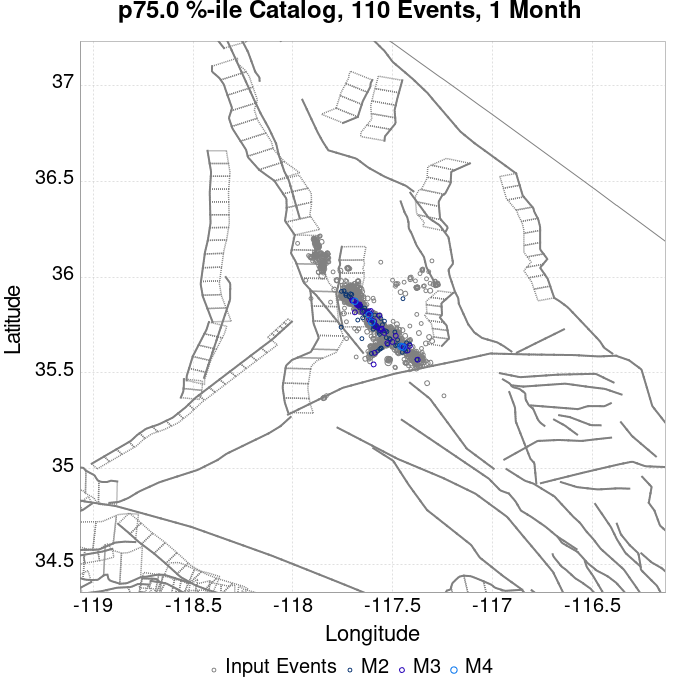 p75.0 %-ile Catalog, 110 Events, 1 Month
37
36.5
36
35.5
35
34.5
Latitude
-119 -118.5 -118 -117.5 -117 -116.5
Longitude
Input Events M2 M3 M4